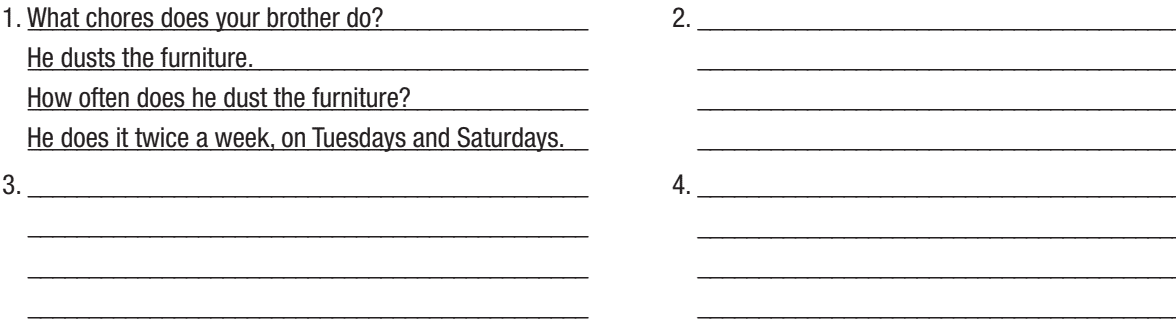 1. What chores does your brother do?
He dusts the furniture.
How often does he dust the furniture?
He does it twice a week, on Tuesdays and Saturdays.
2.
3.
4.